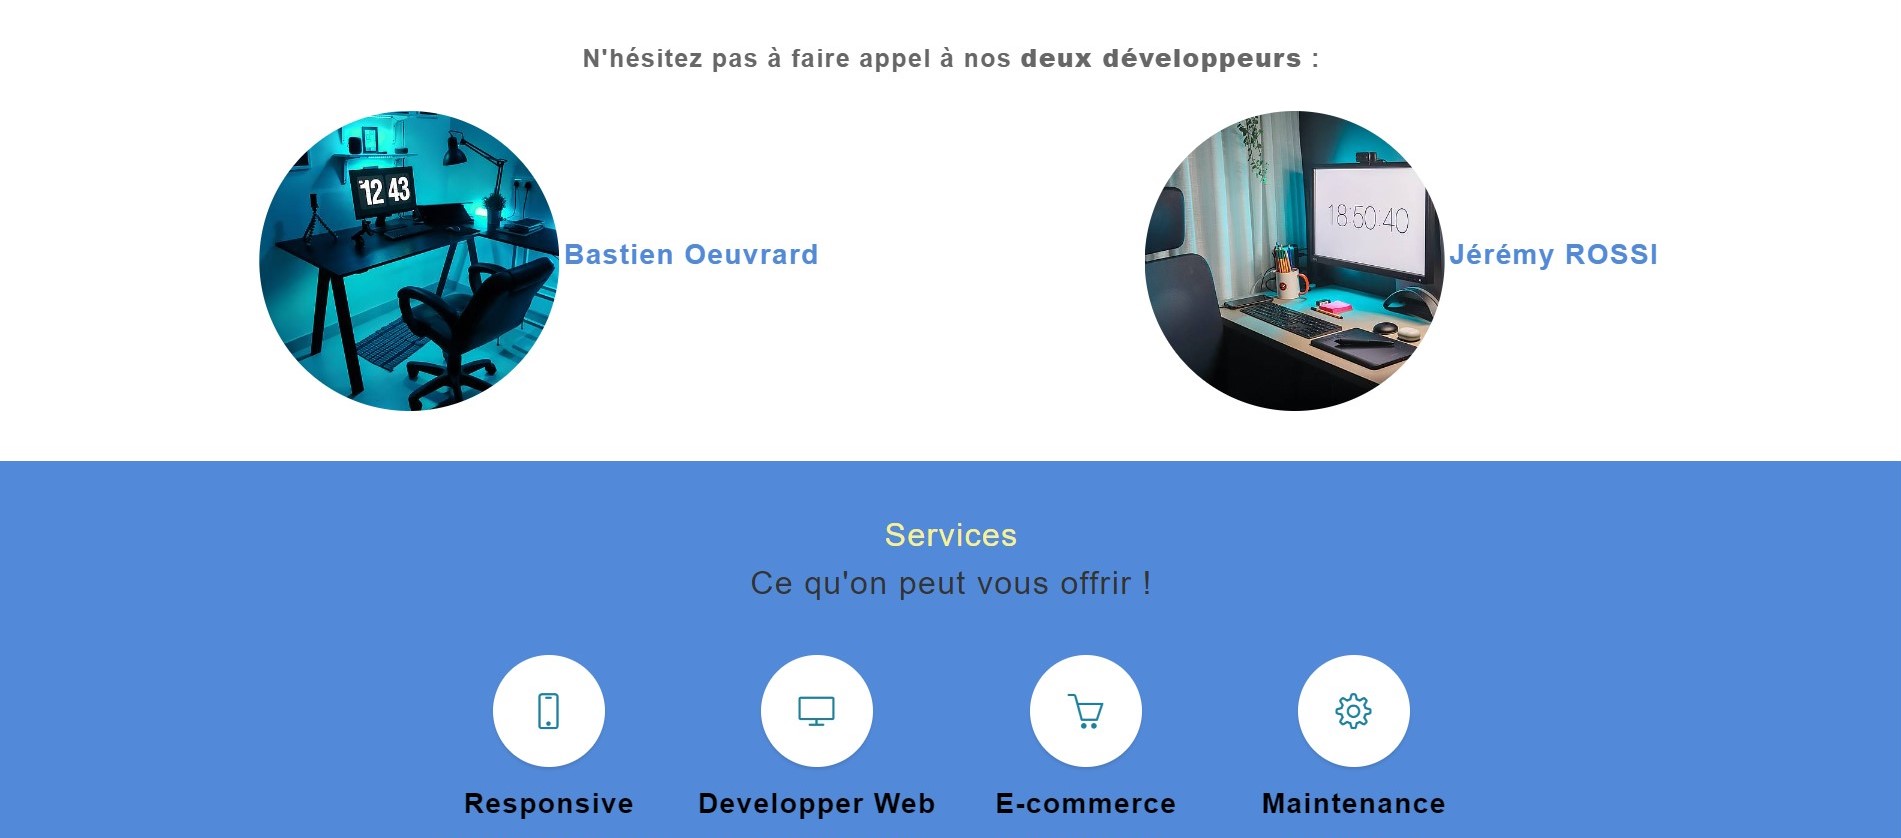 N'hésitez pas à faire appel à nos deux développeurs :
12 43
Bastien Oeuvrard
18:50:40
Jérémy ROSSI
Services
Ce qu'on peut vous offrir !
Responsive
Developper Web
E-commerce
Maintenance